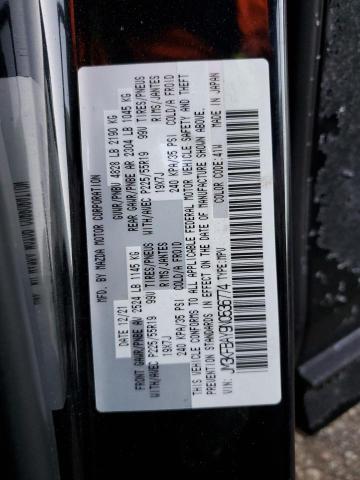 MFD. BY MAZDA MOTOR CORPORATION
12/21 GVWR/PNBV 4828 LB 2190 KG
FRONT GAWR/PNBE AV 2524 LB 1145 KG REAR GAWR/PNBE AR 2304 LB 1045 KG
WITH/AVEC P225/55R19 99V TIRES/PNEUS WITH/AVEC P225/55R19 99V TIRES/PNEUS
19X7J RIMS/JANTES 19X7J RIMS/JANTES
240 KPA/35 PSI COLD/A FROID 240 KPA/35 PSI COLD/A FROID
THIS VEHICLE CONFORMS TO ALL APPLICABLE FEDERAL MOTOR VEHICLE SAFETY BUMPER AND THEFT
PREVENTION STANDARDS IN EFFECT ON THE DATE OF MANUFACTURE SHOWN ABOVE.
COLOR CODE: 41W MADE IN JAPAN
VIN: JM3KFBAY9N0536774 TYPE: MPV